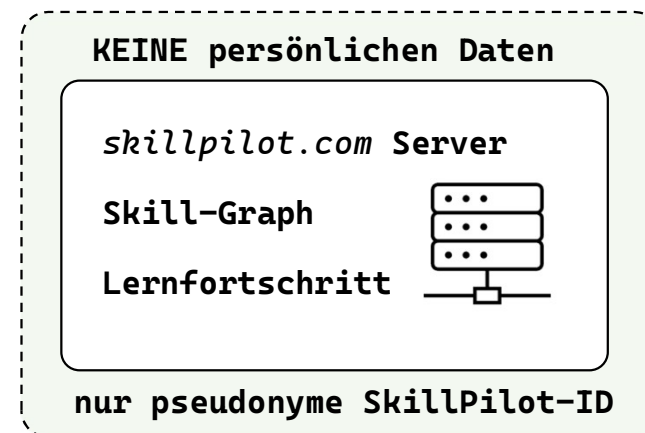 KEINE persönlichen Daten
skillpilot.com Server
Skill-Graph
Lernfortschritt
nur pseudonyme SkillPilot-ID